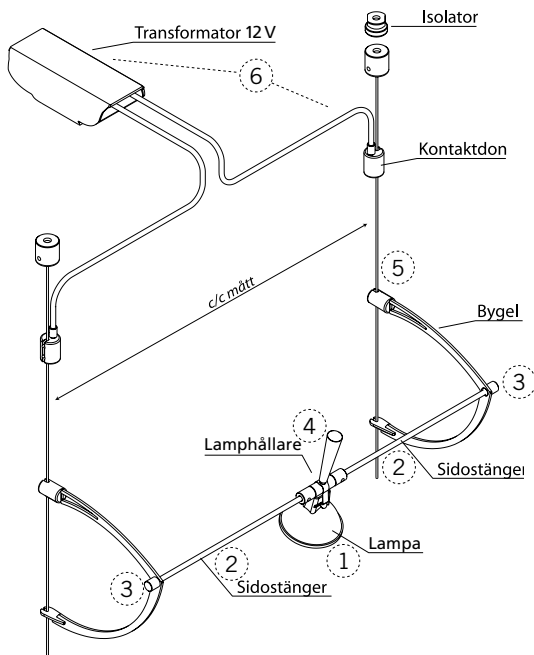 Transformator 12 V
Isolator
6
Kontaktdon
c/c mått
5
Bygel
3
4
Lamphållare
2
Sidostänger
Lampa
1
2
3
Sidostänger